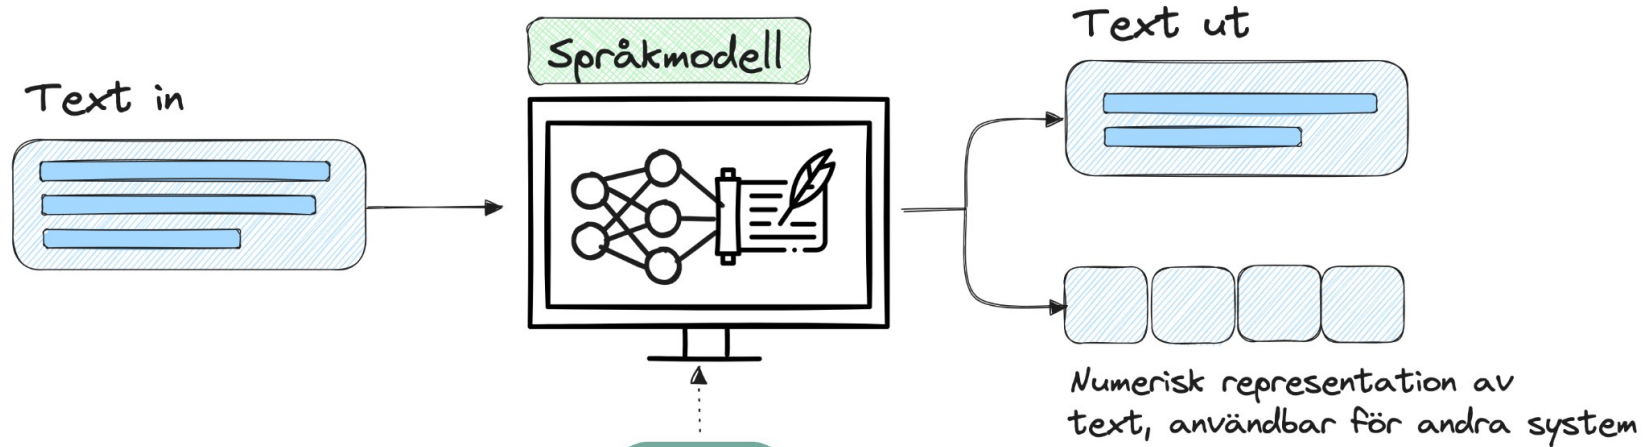 Text in
Språkmodell
Text ut
Numerisk representation av
text, användbar för andra system